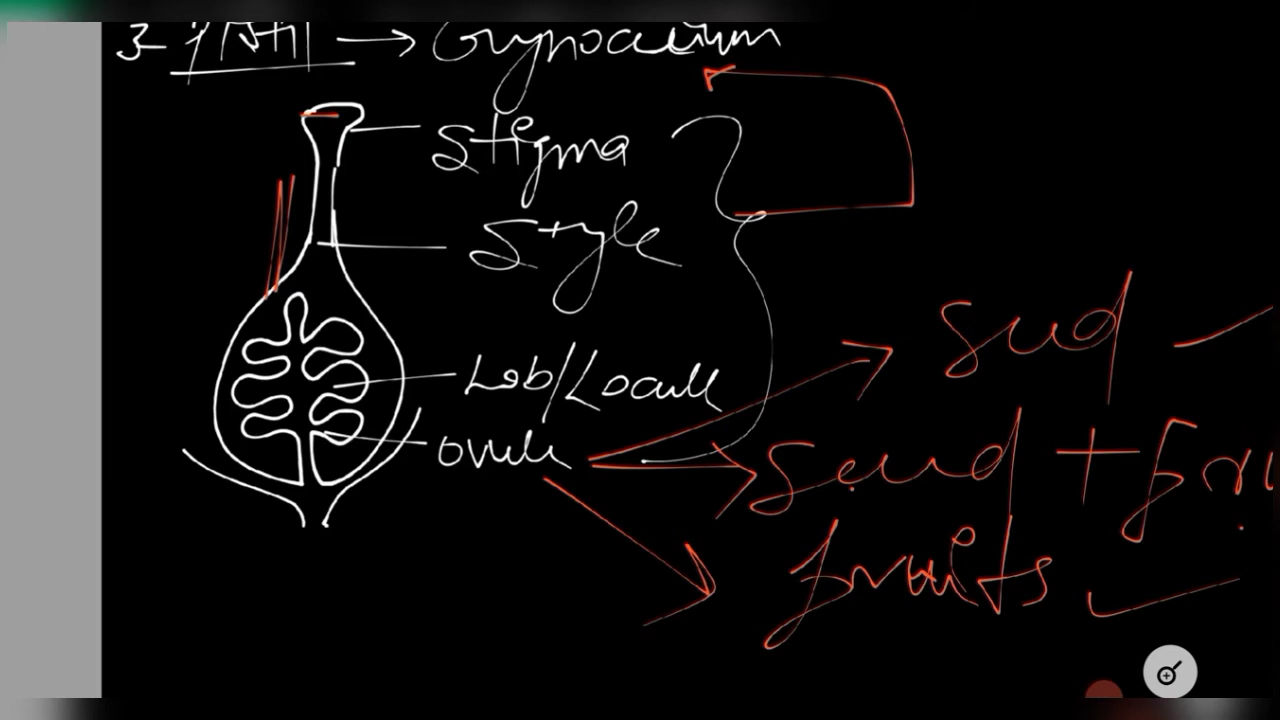 3- → Gynoecium
Stigma
Style
Lob/Locule
Seed
ovule
Seed + fru
fruits